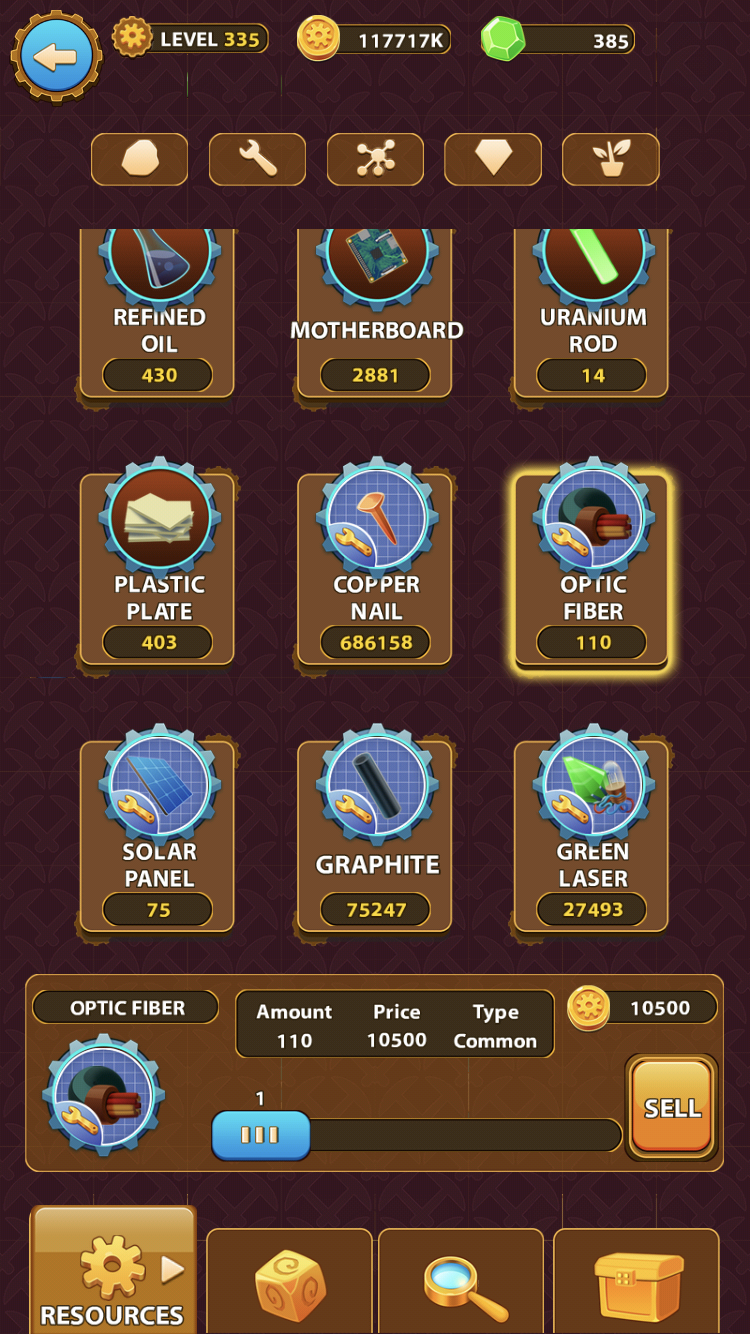 LEVEL 335
117717K
385
REFINED
OIL
430
MOTHERBOARD
2881
URANIUM
ROD
14
PLASTIC
PLATE
403
COPPER
NAIL
686158
OPTIC
FIBER
110
SOLAR
PANEL
75
GRAPHITE
75247
GREEN
LASER
27493
OPTIC FIBER
Amount Price Type
110 10500 Common
10500
1
SELL
RESOURCES